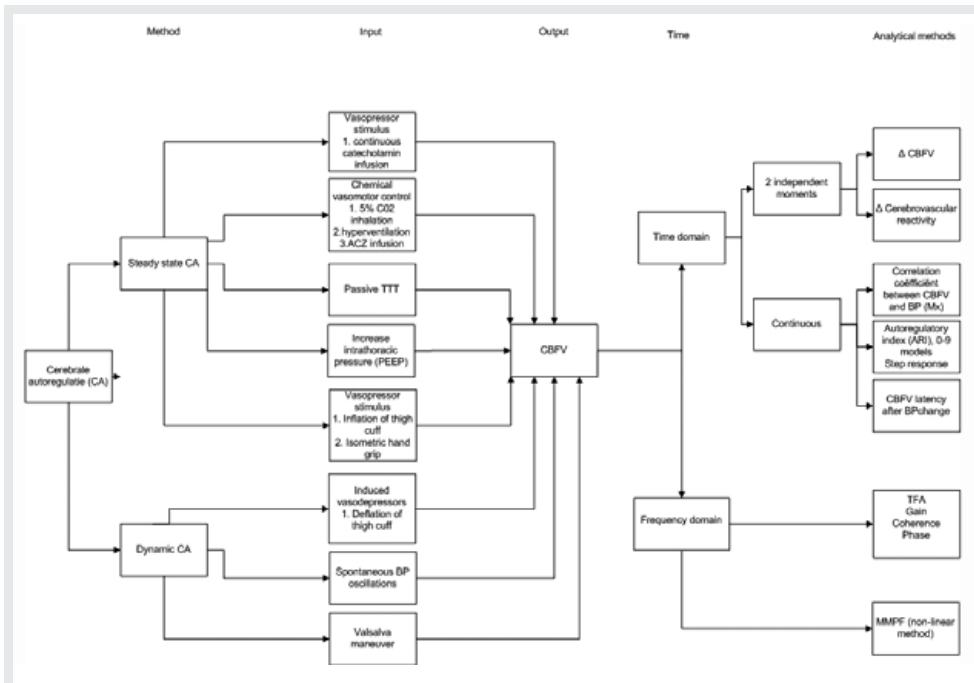 Method
Input
Output
Time
Analytical methods
Vasopressor
stimulus
1. continuous
catecholamin
infusion
Chemical
vasomotor control
1. 5% C02
inhalation
2.hyperventilation
3.ACZ infusion
Passive TTT
Increase
intrathoracic
pressure (PEEP)
Vasopressor
stimulus
1. Inflation of thigh
cuff
2. Isometric hand
grip
Induced
vasodepressors
1. Deflation of
thigh cuff
Spontaneous BP
oscillations
Valsalva
maneuver
Cerebrale
autoregulatie (CA)
Steady state CA
Dynamic CA
CBFV
Time domain
Frequency domain
2 independent
moments
Continuous
Δ CBFV
Δ Cerebrovascular
reactivity
Correlation
coëfficiënt
between CBFV
and BP (Mx)
Autoregulatory
index (ARI), 0-9
models
Step response
CBFV latency
after BPchange
TFA
Gain
Coherence
Phase
MMPF (non-linear
method)